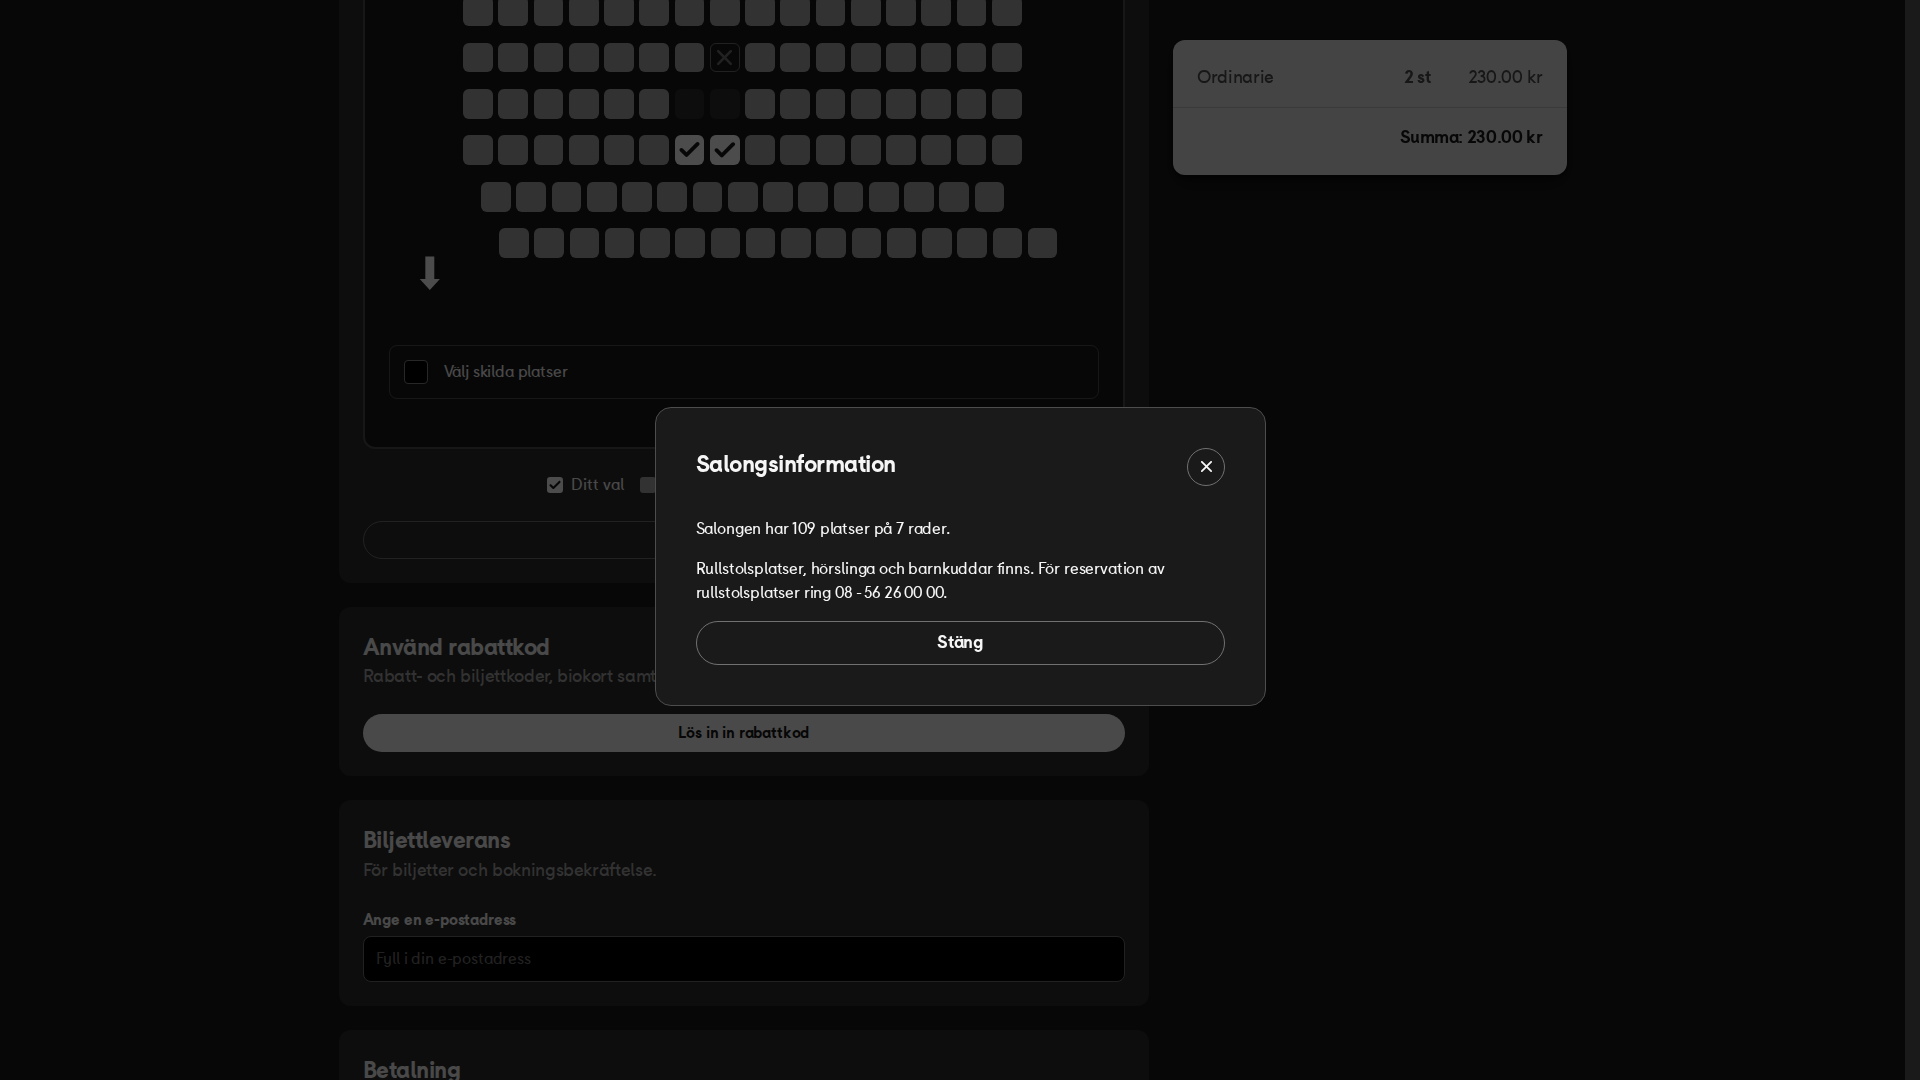 Ordinarie 2 st 230.00 kr
Summa: 230.00 kr
Välj skilda platser
Ditt val
Salongsinformation
Salongen har 109 platser på 7 rader.
Rullstolsplatser, hörslinga och barnkuddar finns. För reservation av
rullstolsplatser ring 08 - 56 26 00 00.
Stäng
Använd rabattkod
Rabatt- och biljettkoder, biokort samt
Lös in in rabattkod
Biljettleverans
För biljetter och bokningsbekräftelse.
Ange en e-postadress
Fyll i din e-postadress
Betalning